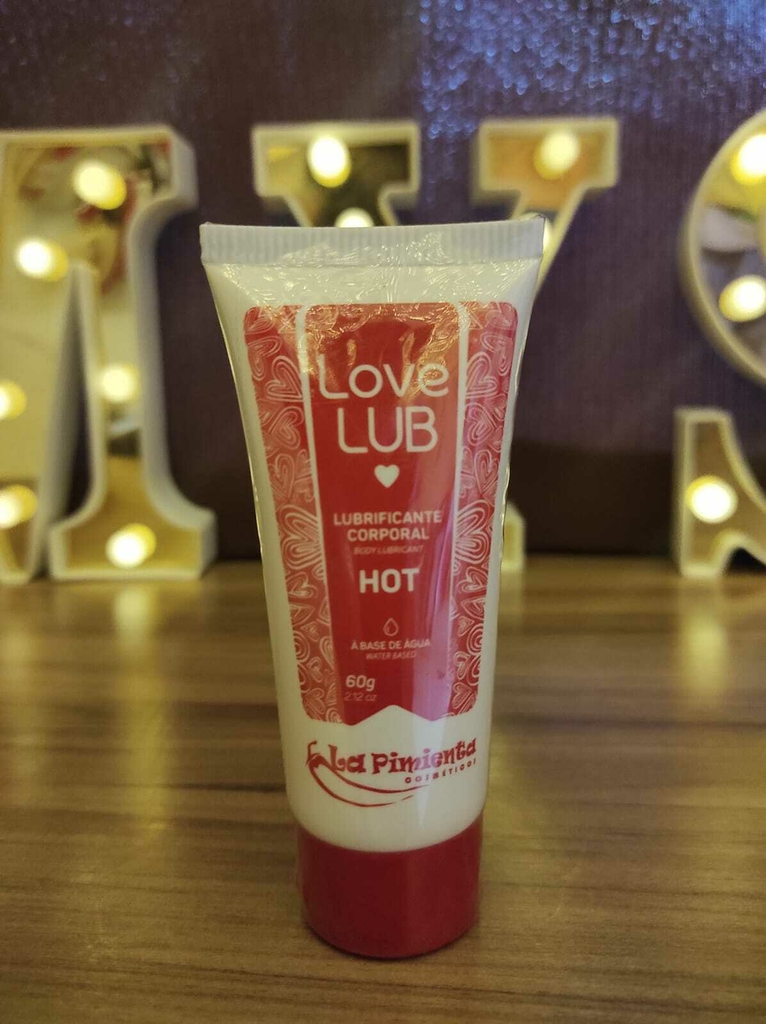 Love
LUB
LUBRIFICANTE
CORPORAL
BODY LUBRICANT
HOT
À BASE DE ÁGUA
WATER BASED
60g
2.12 oz
La Pimienta
COSMÉTICOS